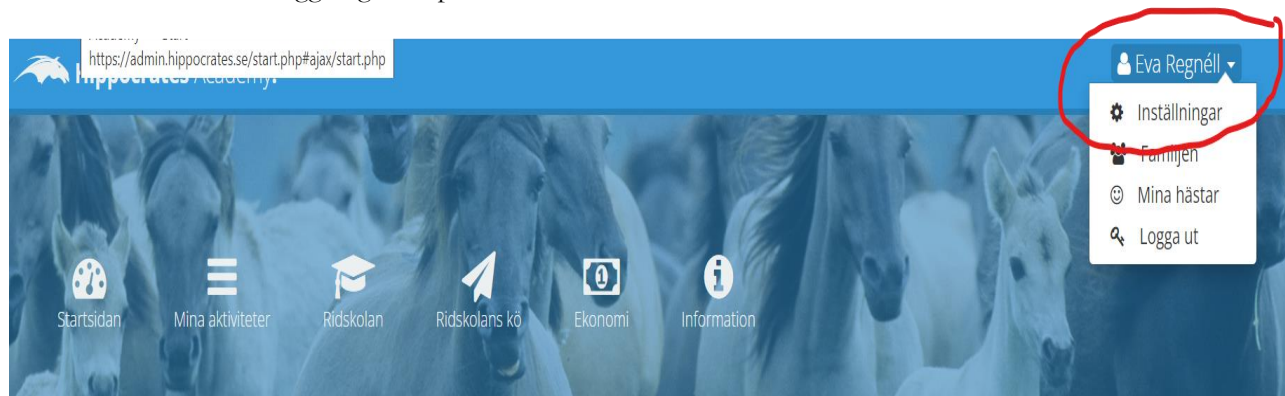 https://admin.hippocrates.se/start.php#ajax/start.php
Eva Regnéll
Inställningar
Familjen
Mina hästar
Logga ut
Startsidan
Mina aktiviteter
Ridskolan
Ridskolans kö
Ekonomi
Information